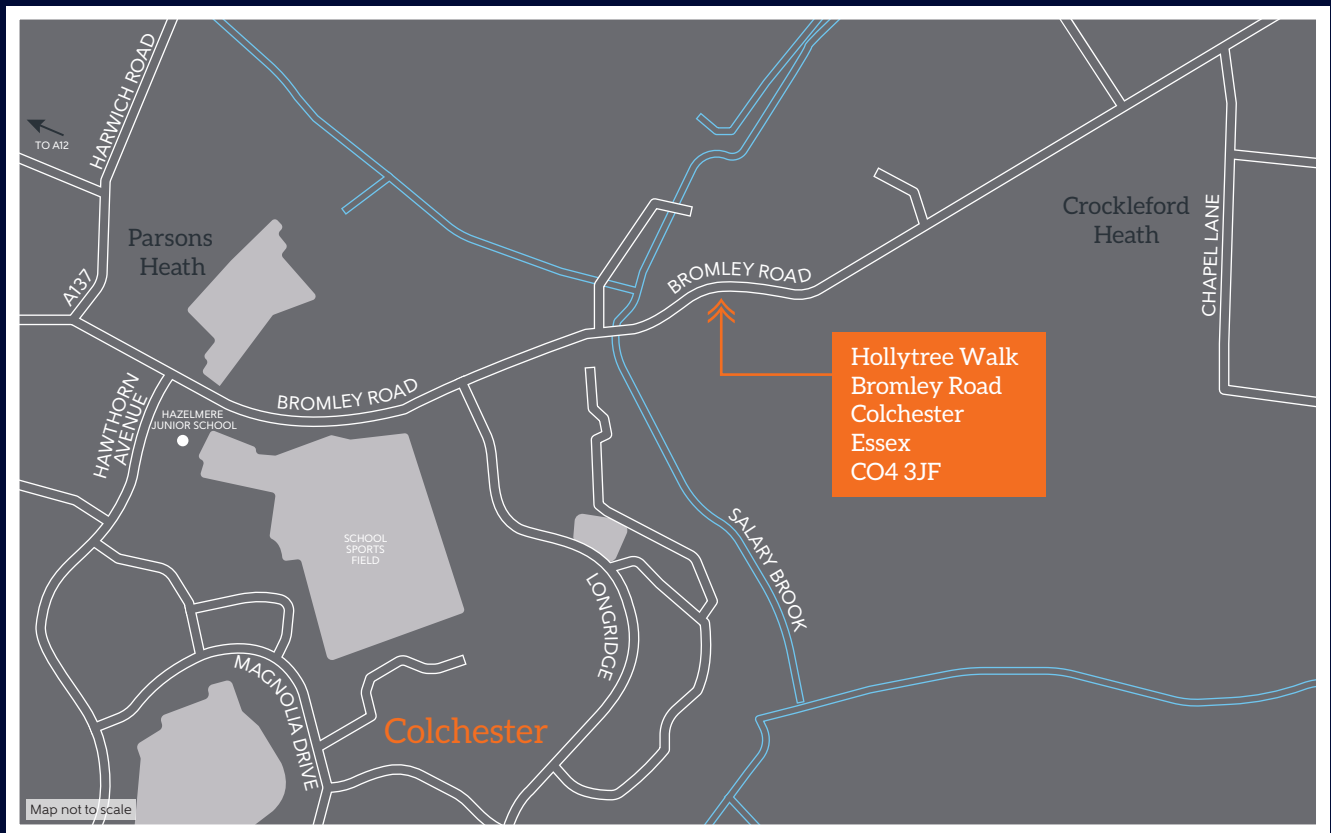 HARWICH ROAD
TO A12
Parsons
Heath
A137
Crockleford
Heath
CHAPEL LANE
BROMLEY ROAD
Hollytree Walk
Bromley Road
Colchester
Essex
CO4 3JF
BROMLEY ROAD
HAWTHORN
AVENUE
HAZELMERE
JUNIOR SCHOOL
SCHOOL
SPORTS
FIELD
SALARY BROOK
LONGRIDGE
MAGNOLIA DRIVE
Colchester
Map not to scale